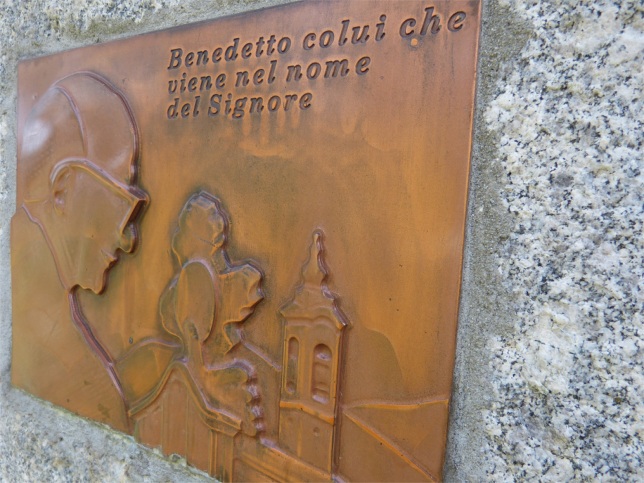 Benedetto colui che
viene nel nome
del Signore